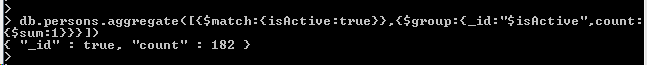 >
> db.persons.aggregate([{$match:{isActive:true}},{$group:{_id:"$isActive",count:
{$sum:1}}}])
{ "_id" : true, "count" : 182 }
>